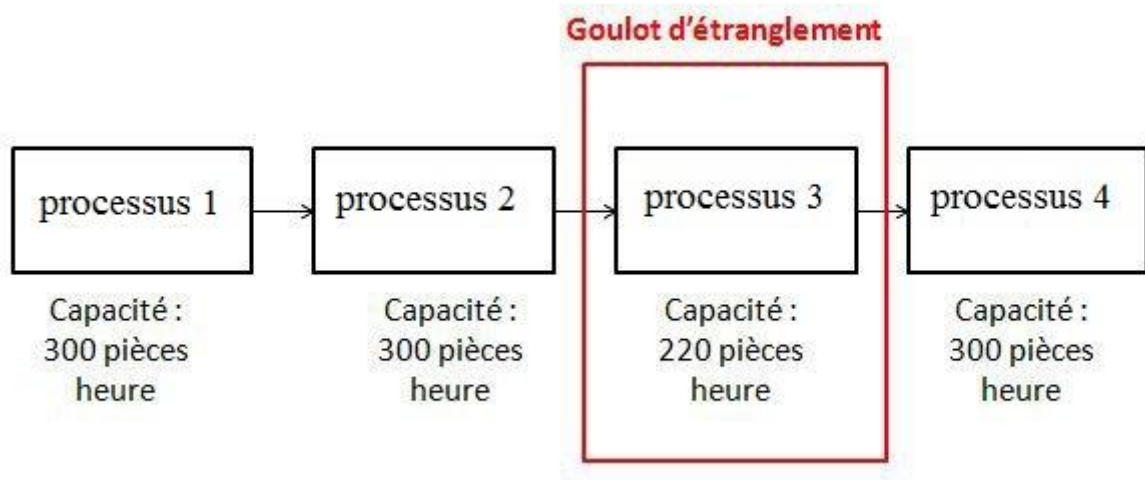 Goulot d'étranglement
processus 1
processus 2
processus 3
processus 4
Capacité :
300 pièces
heure
Capacité :
300 pièces
heure
Capacité :
220 pièces
heure
Capacité :
300 pièces
heure